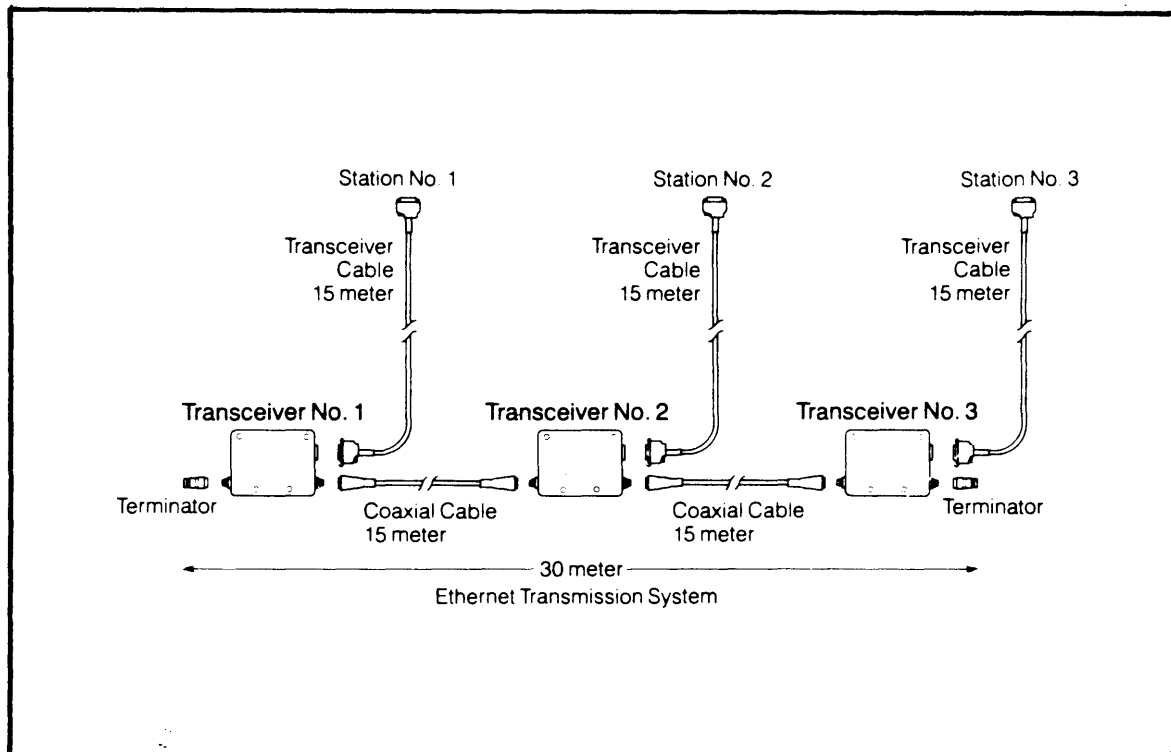 Station No. 1
Station No. 2
Station No. 3
Transceiver
Cable
15 meter
Transceiver
Cable
15 meter
Transceiver
Cable
15 meter
Transceiver No. 1
Transceiver No. 2
Transceiver No. 3
Terminator
Coaxial Cable
15 meter
Coaxial Cable
15 meter
Terminator
30 meter
Ethernet Transmission System